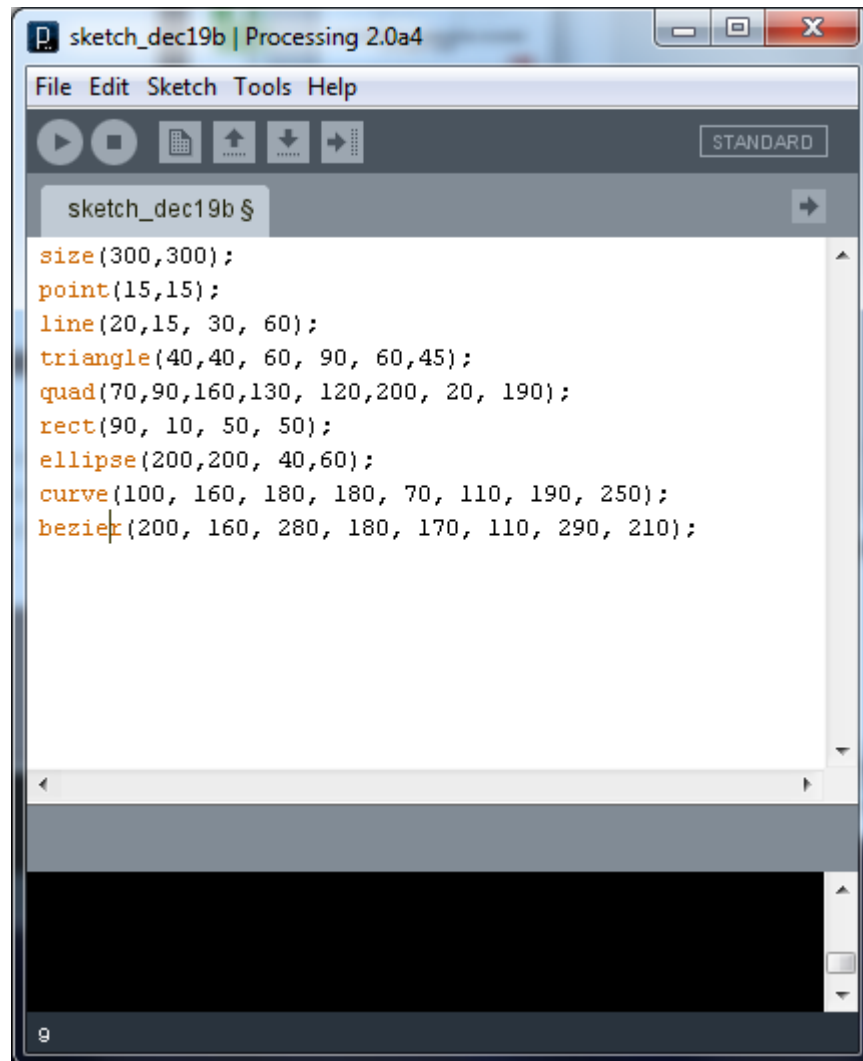 sketch_dec19b | Processing 2.0a4
File Edit Sketch Tools Help
STANDARD
sketch_dec19b §
size(300,300);
point(15,15);
line(20,15, 30, 60);
triangle(40,40, 60, 90, 60,45);
quad(70,90,160,130, 120,200, 20, 190);
rect(90, 10, 50, 50);
ellipse(200,200, 40,60);
curve(100, 160, 180, 180, 70, 110, 190, 250);
bezier(200, 160, 280, 180, 170, 110, 290, 210);
9